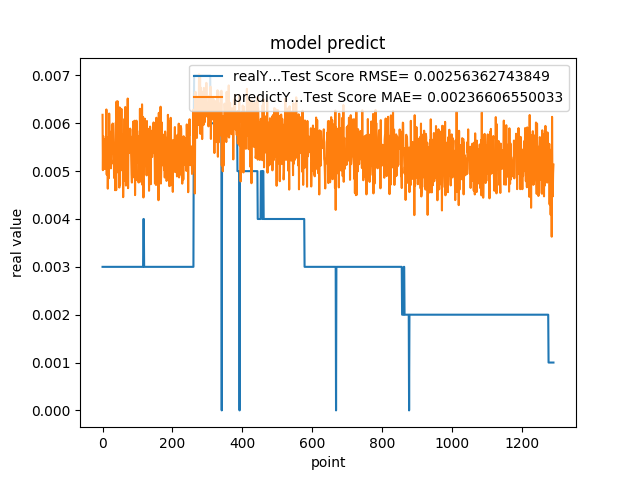 model predict
realY...Test Score RMSE= 0.00256362743849
predictY...Test Score MAE= 0.00236606550033
0.007
0.006
0.005
0.004
0.003
0.002
0.001
0.000
real value
0 200 400 600 800 1000 1200
point